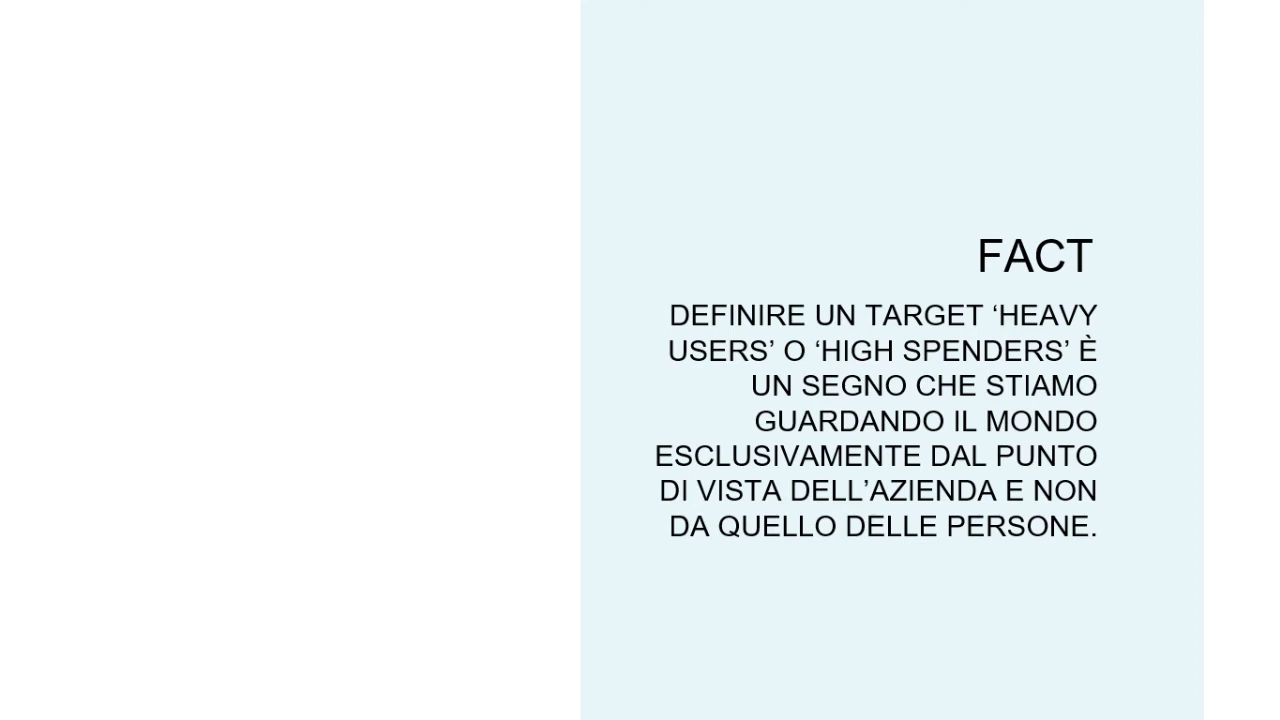 FACT
DEFINIRE UN TARGET ‘HEAVY
USERS’ O ‘HIGH SPENDERS’ È
UN SEGNO CHE STIAMO
GUARDANDO IL MONDO
ESCLUSIVAMENTE DAL PUNTO
DI VISTA DELL’AZIENDA E NON
DA QUELLO DELLE PERSONE.